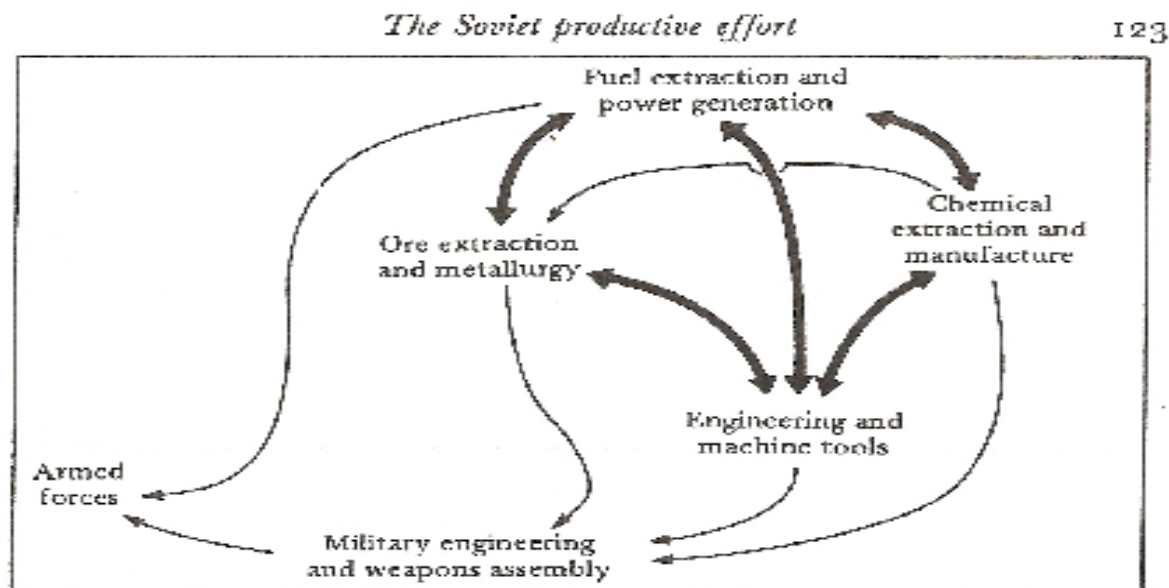 The Soviet productive effort 123
Fuel extraction and
power generation
Chemical
extraction and
manufacture
Ore extraction
and metallurgy
Engineering and
machine tools
Armed
forces
Military engineering
and weapons assembly